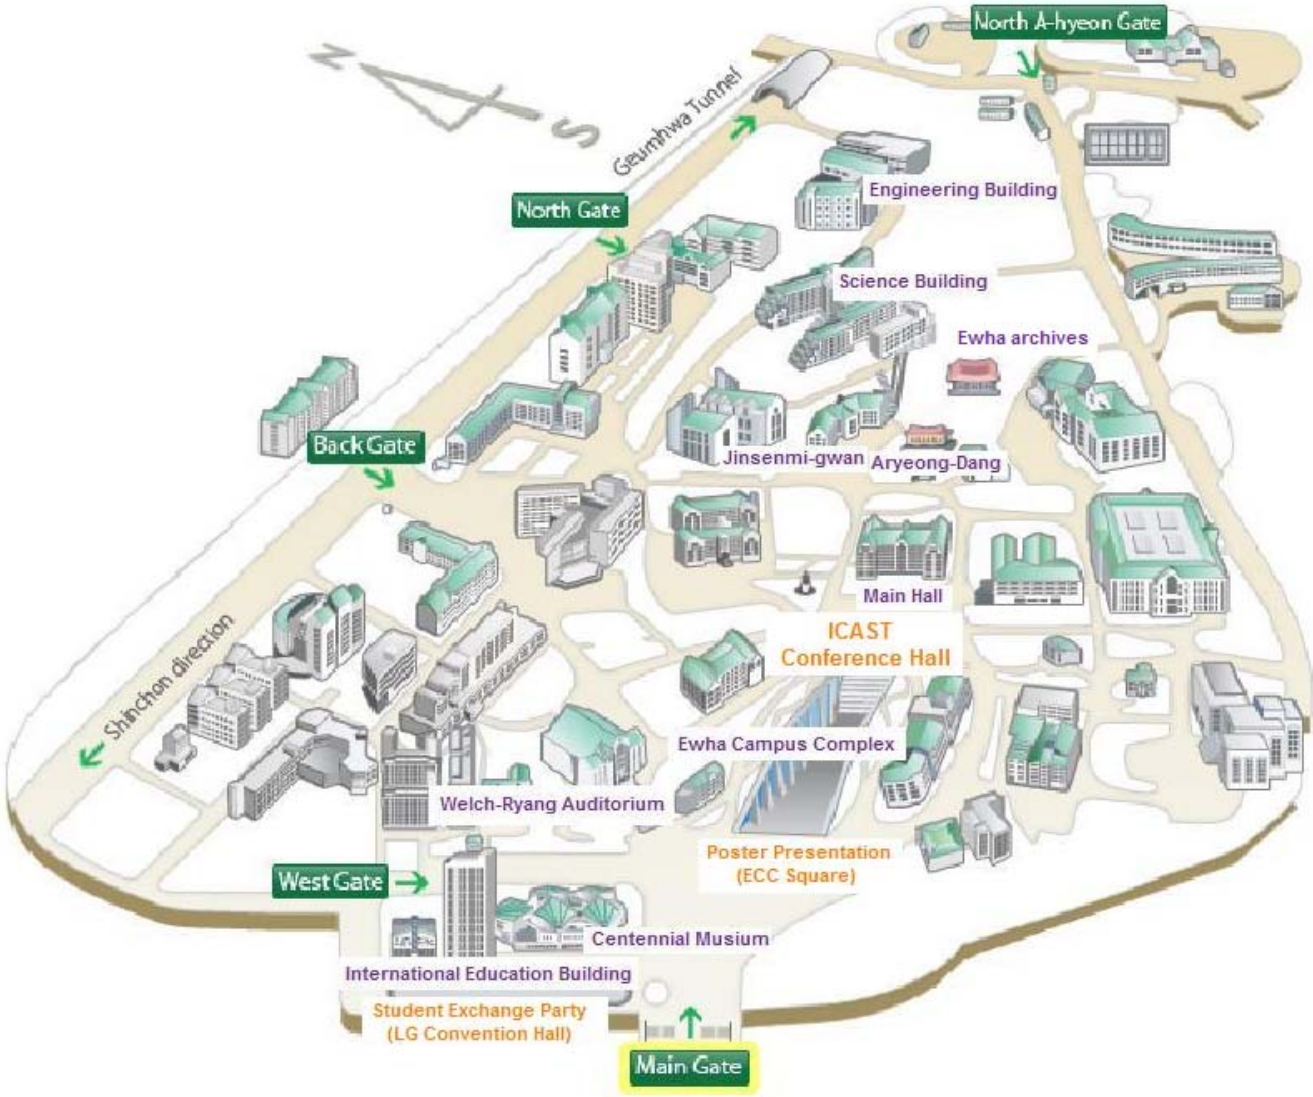 North A-hyeon Gate
N
S
Geumhwa Tunnel
Engineering Building
North Gate
Science Building
Ewha archives
Back Gate
Jinsenmi-gwan
Aryeong-Dang
Main Hall
ICAST
Conference Hall
Shinchon direction
Ewha Campus Complex
Welch-Ryang Auditorium
Poster Presentation
(ECC Square)
West Gate
Centennial Musium
International Education Building
Student Exchange Party
(LG Convention Hall)
Main Gate